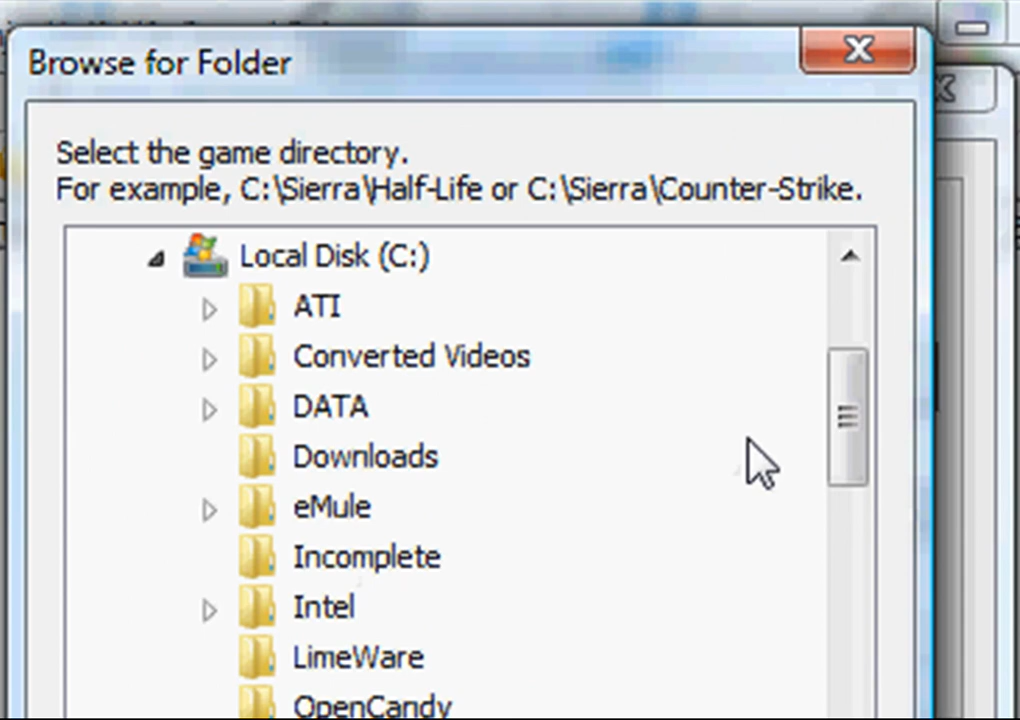 Browse for Folder
Select the game directory.
For example, C:\Sierra\Half-Life or C:\Sierra\Counter-Strike.
Local Disk (C:)
ATI
Converted Videos
DATA
Downloads
eMule
Incomplete
Intel
LimeWare
OpenCandy